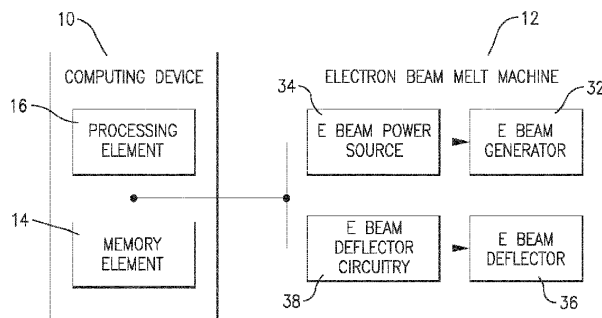 10
12
COMPUTING DEVICE
ELECTRON BEAM MELT MACHINE
16
34
32
PROCESSING
ELEMENT
E BEAM POWER
SOURCE
E BEAM
GENERATOR
14
MEMORY
ELEMENT
E BEAM
DEFLECTOR
CIRCUITRY
E BEAM
DEFLECTOR
38
36